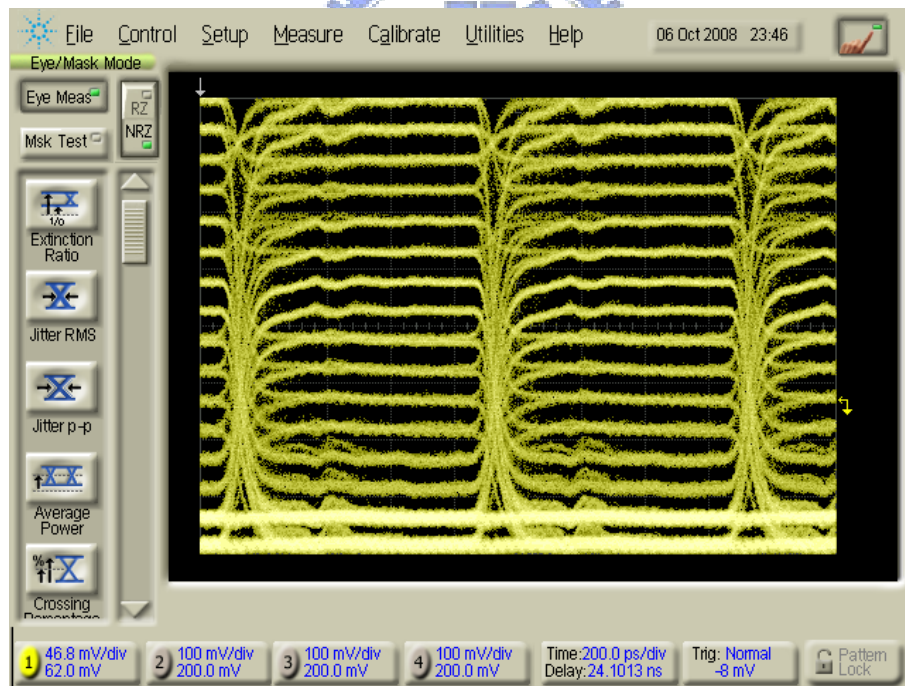 File Control Setup Measure Calibrate Utilities Help 06 Oct 2008 23:46
Eye/Mask Mode
Eye Meas
RZ
NRZ
Msk Test
1/0
Extinction
Ratio
Jitter RMS
Jitter p-p
Average
Power
%
Crossing
1 46.8 mV/div
62.0 mV
2 100 mV/div
200.0 mV
3 100 mV/div
200.0 mV
4 100 mV/div
200.0 mV
Time:200.0 ps/div
Delay:24.1013 ns
Trig: Normal
-8 mV
Pattern
Lock